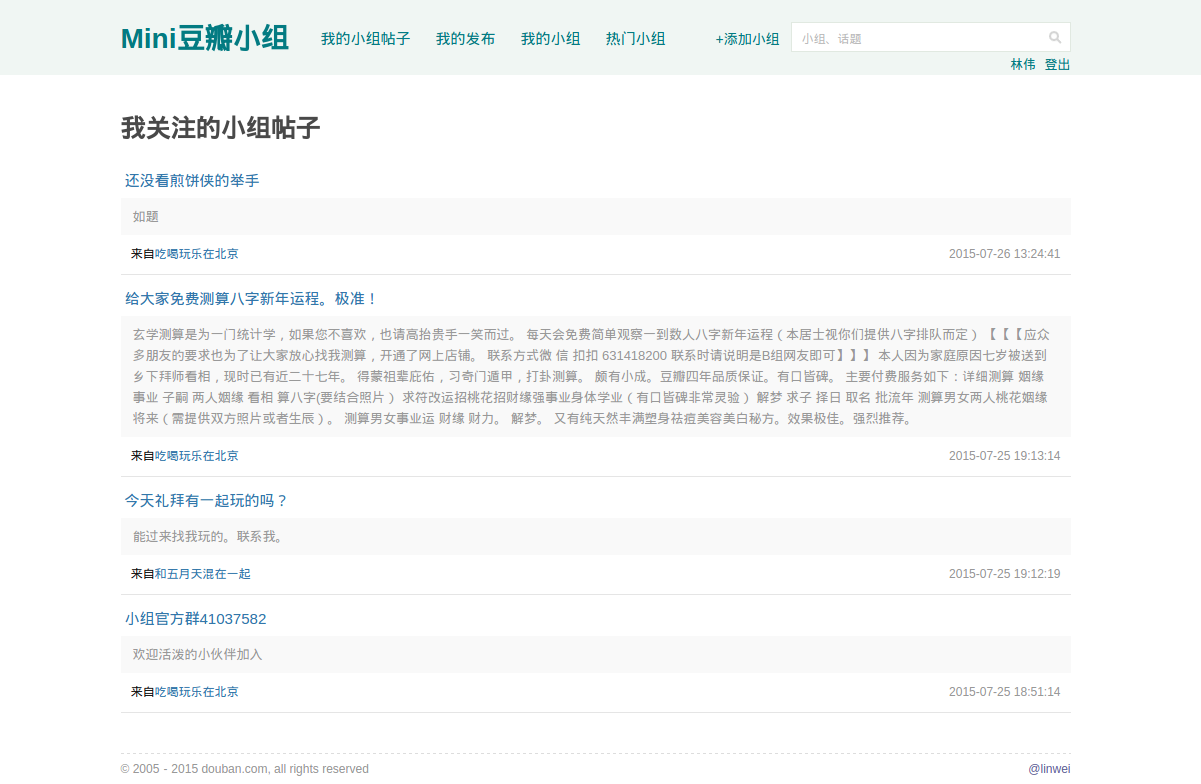 Mini豆瓣小组 我的小组帖子 我的发布 我的小组 热门小组 +添加小组 小组、话题
林伟 登出
我关注的小组帖子
还没看煎饼侠的举手
如题
来自吃喝玩乐在北京 2015-07-26 13:24:41
给大家免费测算八字新年运程。极准！
玄学测算是为一门统计学，如果您不喜欢，也请高抬贵手一笑而过。 每天会免费简单观察一到数人八字新年运程（本居士视你们提供八字排队而定）【【【应众
多朋友的要求也为了让大家放心找我测算，开通了网上店铺。 联系方式微 信 扣扣 631418200 联系时请说明是B组网友即可】】】本人因为家庭原因七岁被送到
乡下拜师看相，现时已有近二十七年。 得蒙祖辈庇佑，习奇门遁甲，打卦测算。 颇有小成。豆瓣四年品质保证。有口皆碑。 主要付费服务如下：详细测算 姻缘
事业 子嗣 两人姻缘 看相 算八字(要结合照片） 求符改运招桃花招财缘强事业身体学业（有口皆碑非常灵验）解梦 求子 择日 取名 批流年 测算男女两人桃花姻缘
将来（需提供双方照片或者生辰）。 测算男女事业运 财缘 财力。 解梦。 又有纯天然丰满塑身祛痘美容美白秘方。效果极佳。强烈推荐。
来自吃喝玩乐在北京 2015-07-25 19:13:14
今天礼拜有一起玩的吗？
能过来找我玩的。联系我。
来自和五月天混在一起 2015-07-25 19:12:19
小组官方群41037582
欢迎活泼的小伙伴加入
来自吃喝玩乐在北京 2015-07-25 18:51:14
© 2005 - 2015 douban.com, all rights reserved @linwei